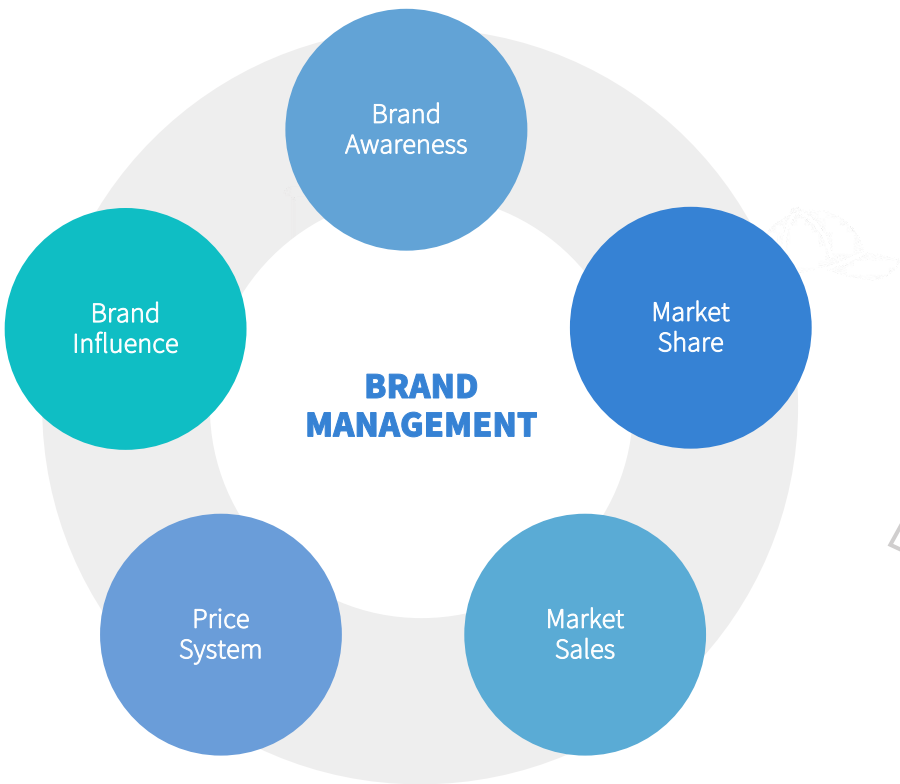 Brand
Awareness
Brand
Influence
Market
Share
BRAND
MANAGEMENT
Price
System
Market
Sales